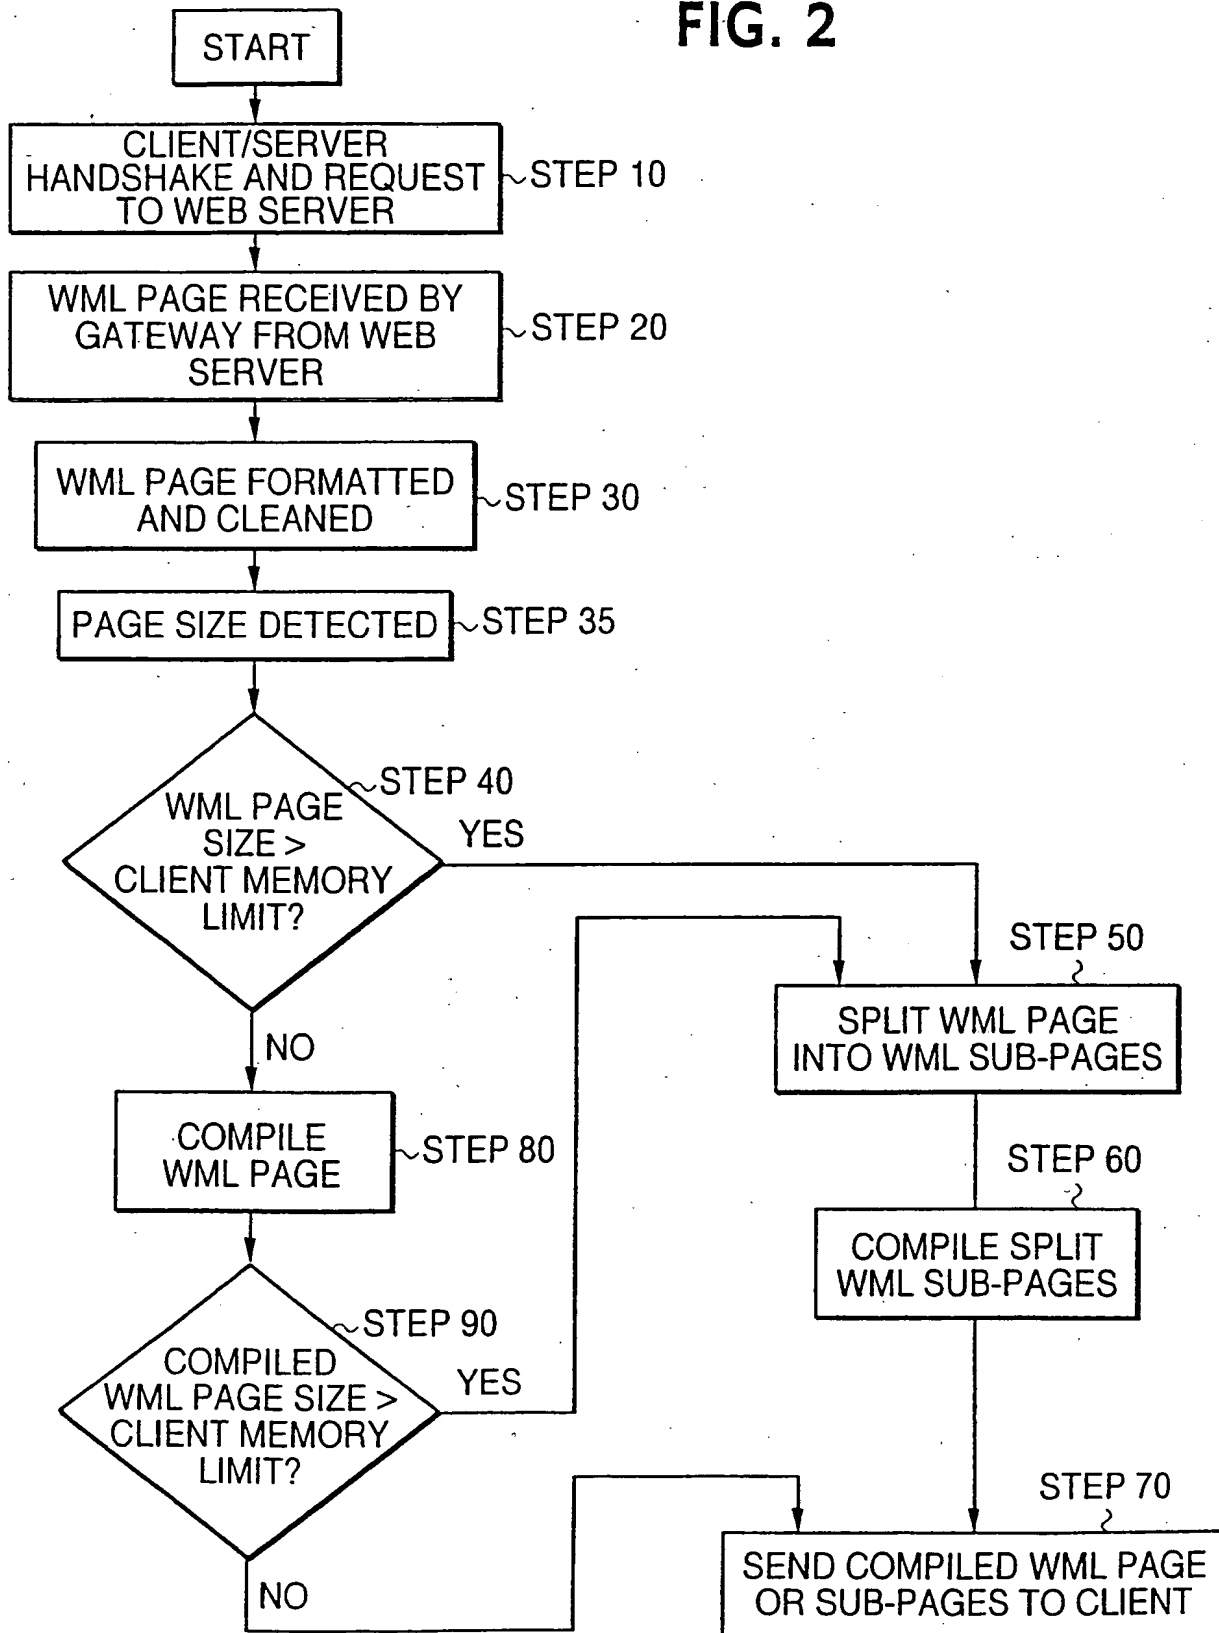 FIG. 2
START
CLIENT/SERVER
HANDSHAKE AND REQUEST
TO WEB SERVER
STEP 10
WML PAGE RECEIVED BY
GATEWAY FROM WEB
SERVER
STEP 20
WML PAGE FORMATTED
AND CLEANED
STEP 30
PAGE SIZE DETECTED
STEP 35
STEP 40
WML PAGE
SIZE >
CLIENT MEMORY
LIMIT?
YES
NO
STEP 50
SPLIT WML PAGE
INTO WML SUB-PAGES
COMPILE
WML PAGE
STEP 80
STEP 60
COMPILE SPLIT
WML SUB-PAGES
STEP 90
COMPILED
WML PAGE SIZE >
CLIENT MEMORY
LIMIT?
YES
NO
STEP 70
SEND COMPILED WML PAGE
OR SUB-PAGES TO CLIENT